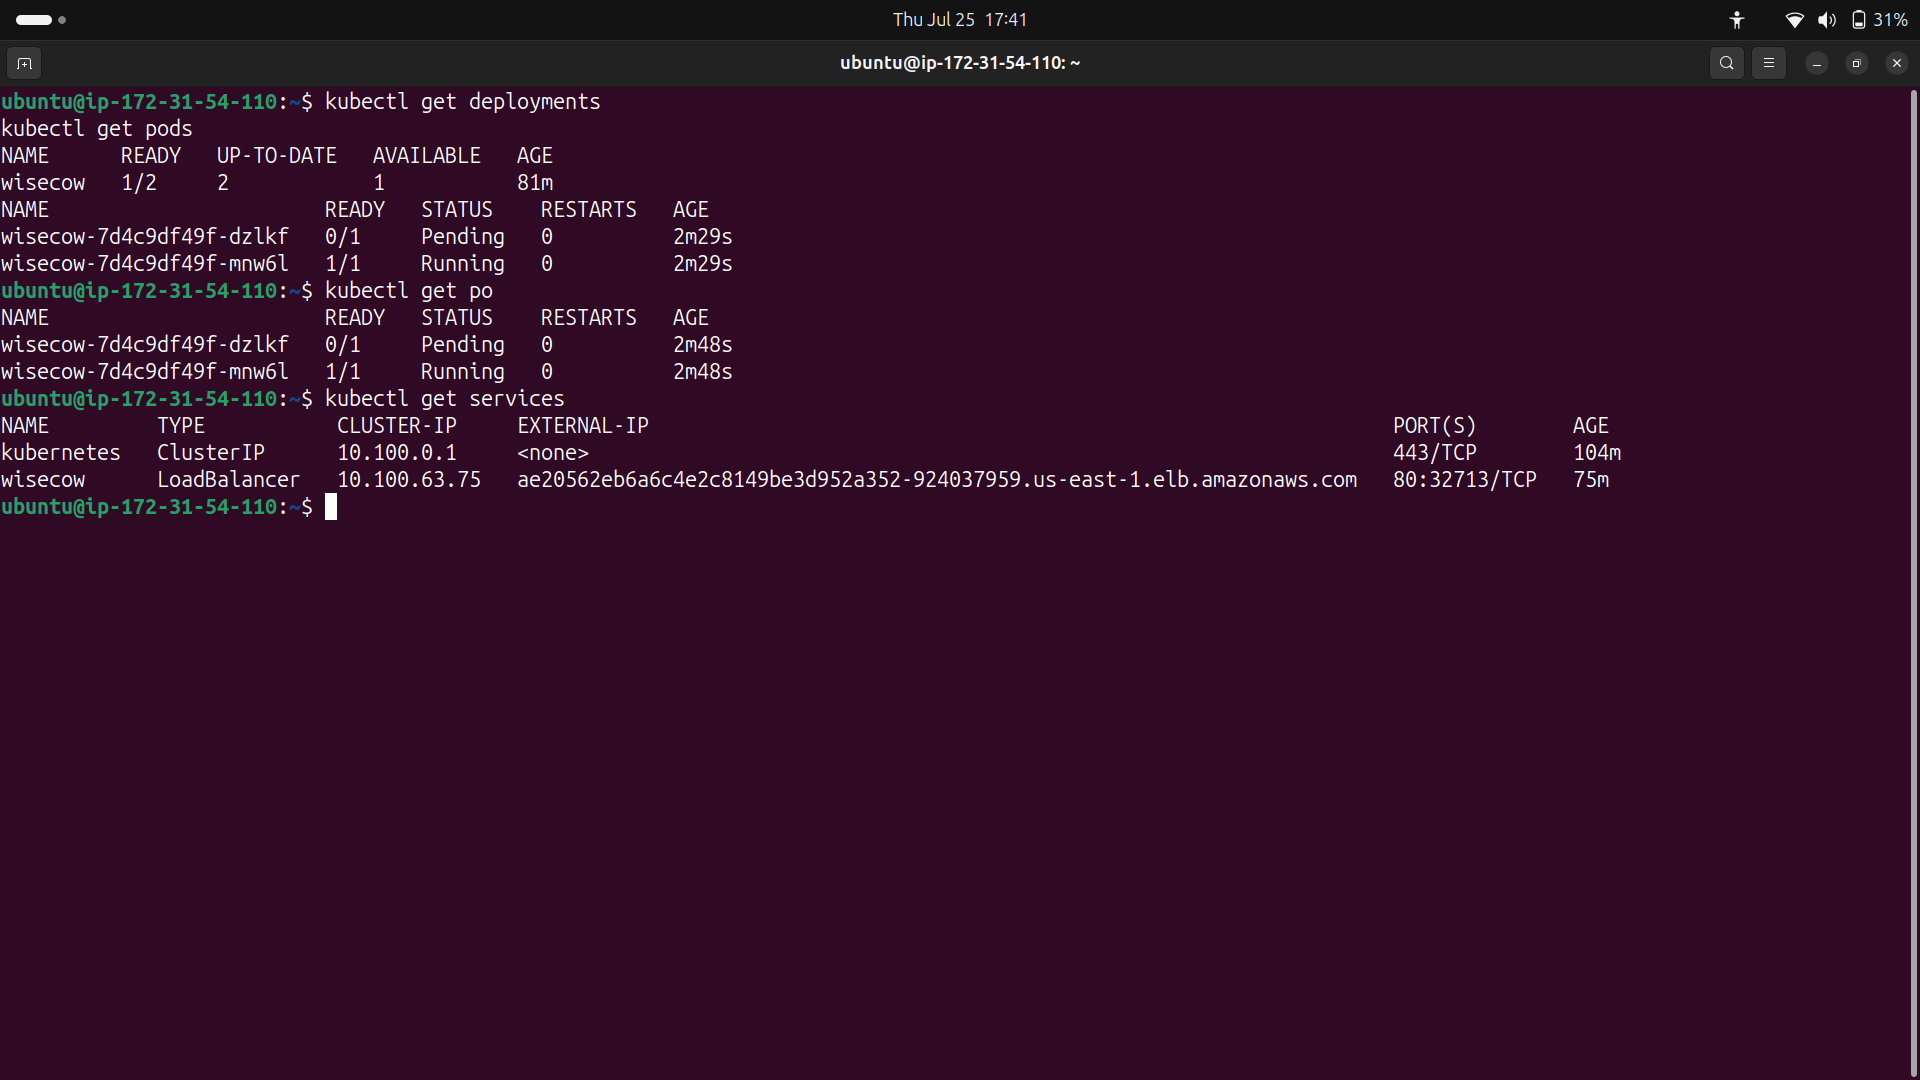 Thu Jul 25 17:41
31%
ubuntu@ip-172-31-54-110: ~
ubuntu@ip-172-31-54-110:~$ kubectl get deployments
kubectl get pods
NAME      READY   UP-TO-DATE   AVAILABLE   AGE
wisecow   1/2     2            1           81m
NAME                       READY   STATUS    RESTARTS   AGE
wisecow-7d4c9df49f-dzlkf   0/1     Pending   0          2m29s
wisecow-7d4c9df49f-mnw6l   1/1     Running   0          2m29s
ubuntu@ip-172-31-54-110:~$ kubectl get po
NAME                       READY   STATUS    RESTARTS   AGE
wisecow-7d4c9df49f-dzlkf   0/1     Pending   0          2m48s
wisecow-7d4c9df49f-mnw6l   1/1     Running   0          2m48s
ubuntu@ip-172-31-54-110:~$ kubectl get services
NAME         TYPE           CLUSTER-IP     EXTERNAL-IP                                                              PORT(S)        AGE
kubernetes   ClusterIP      10.100.0.1     <none>                                                                   443/TCP        104m
wisecow      LoadBalancer   10.100.63.75   ae20562eb6a6c4e2c8149be3d952a352-924037959.us-east-1.elb.amazonaws.com   80:32713/TCP   75m
ubuntu@ip-172-31-54-110:~$